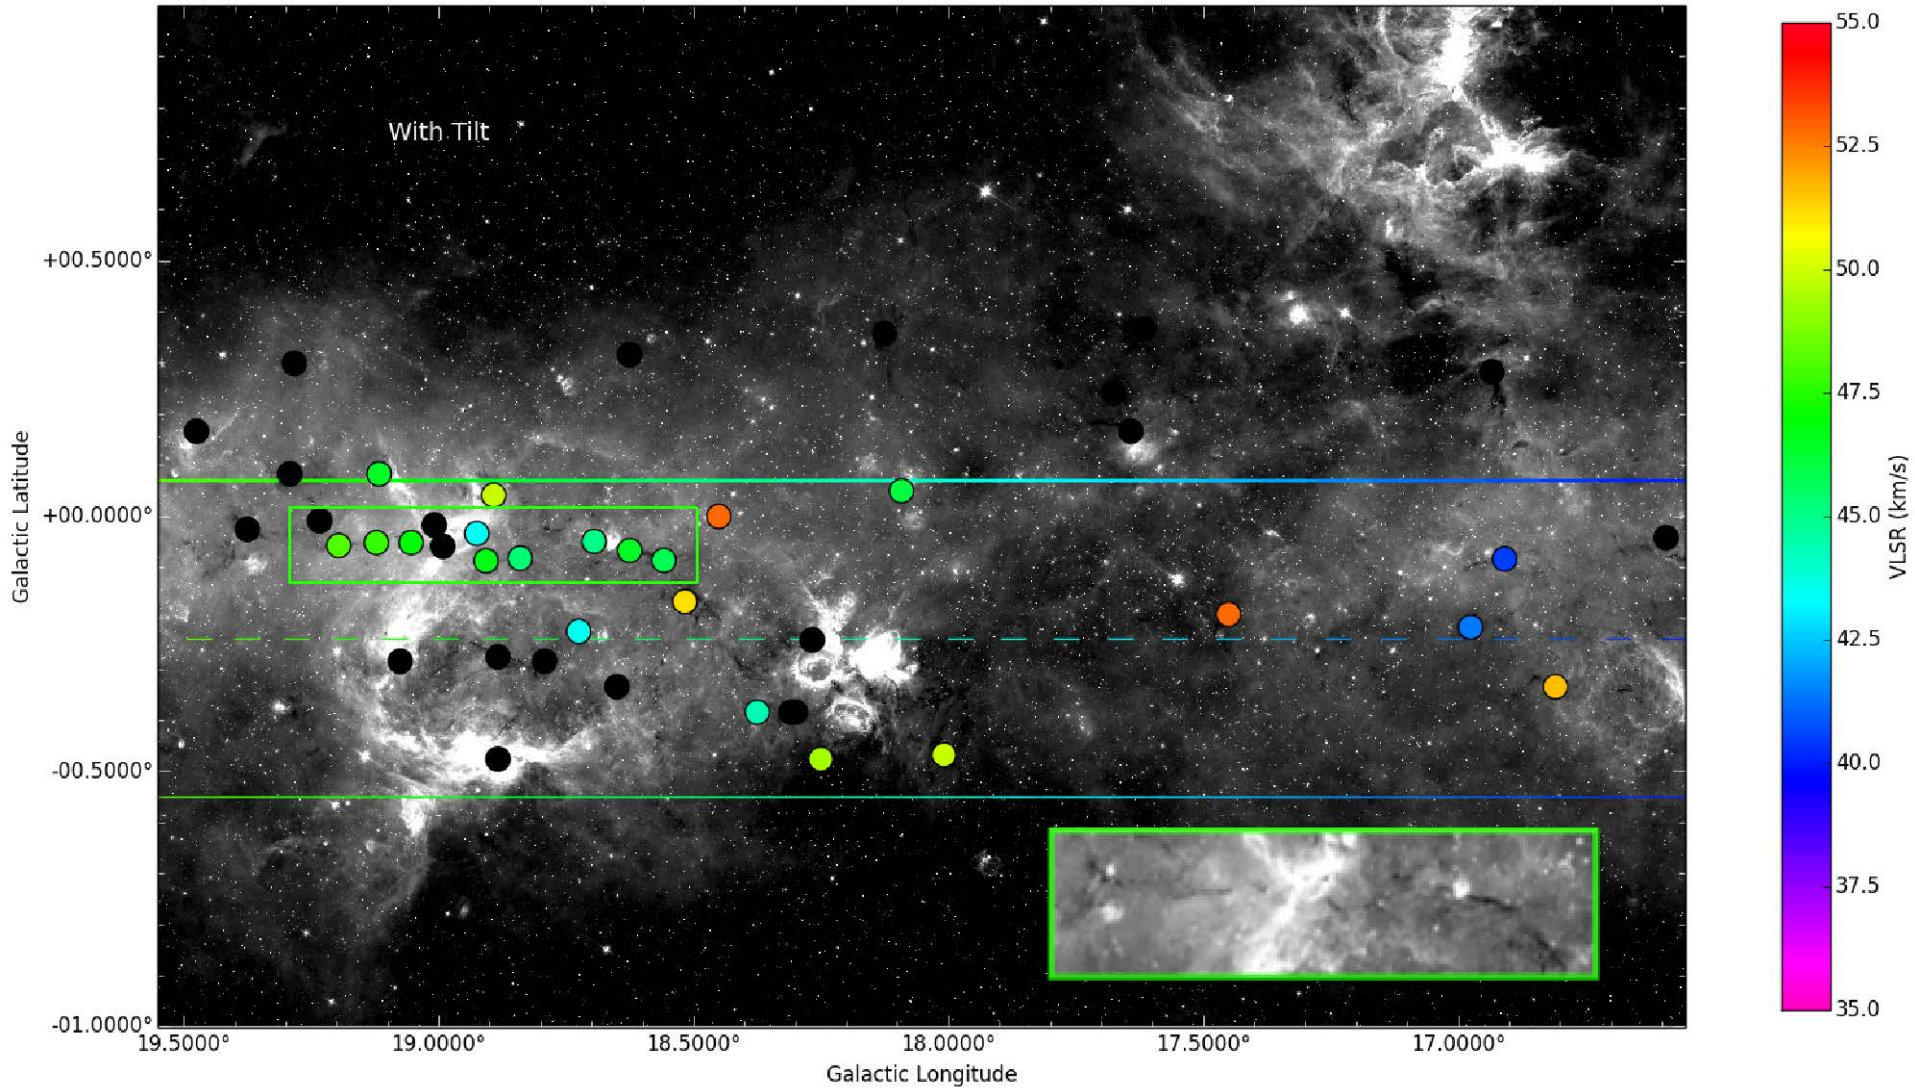 With Tilt
+00.5000°
+00.0000°
-00.5000°
-01.0000°
Galactic Latitude
19.5000° 19.0000° 18.5000° 18.0000° 17.5000° 17.0000°
Galactic Longitude
55.0
52.5
50.0
47.5
45.0
42.5
40.0
37.5
35.0
VLSR (km/s)